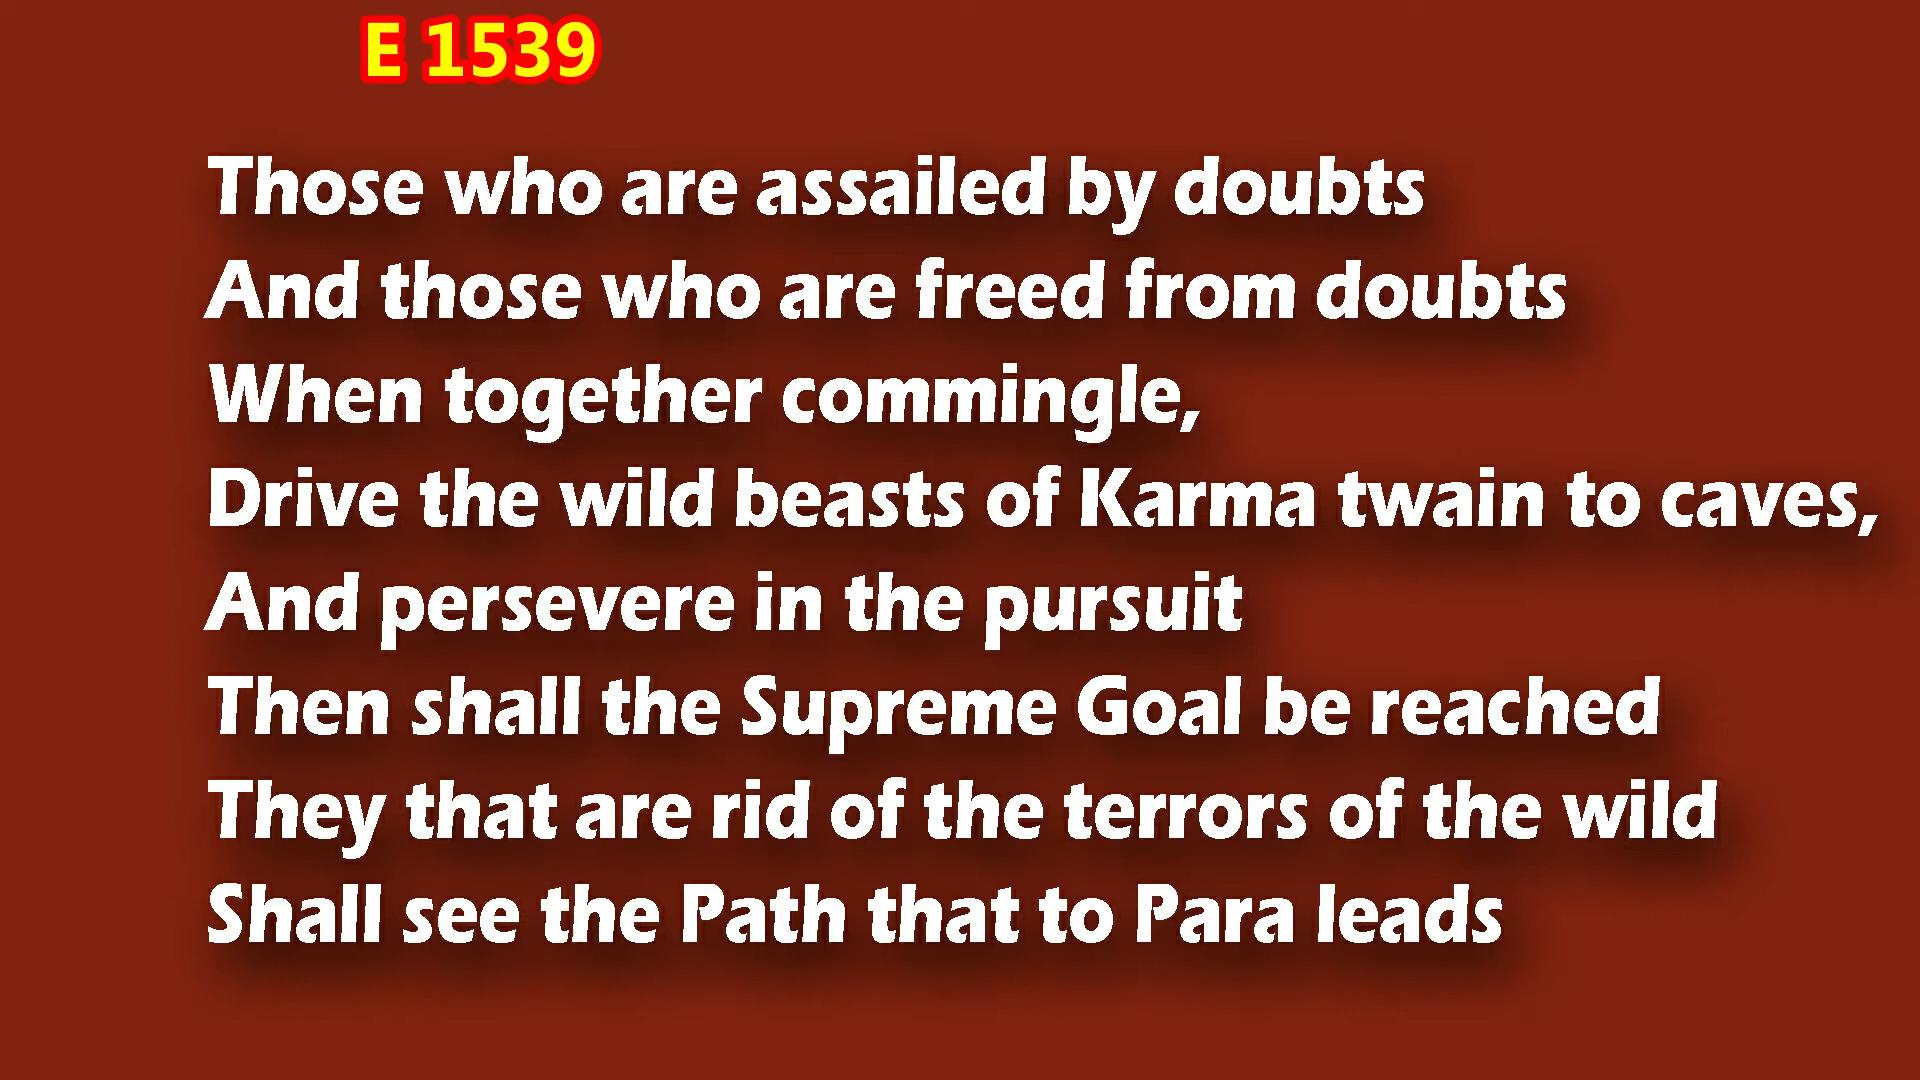 E 1539
Those who are assailed by doubts
And those who are freed from doubts
When together commingle,
Drive the wild beasts of Karma twain to caves,
And persevere in the pursuit
Then shall the Supreme Goal be reached
They that are rid of the terrors of the wild
Shall see the Path that to Para leads